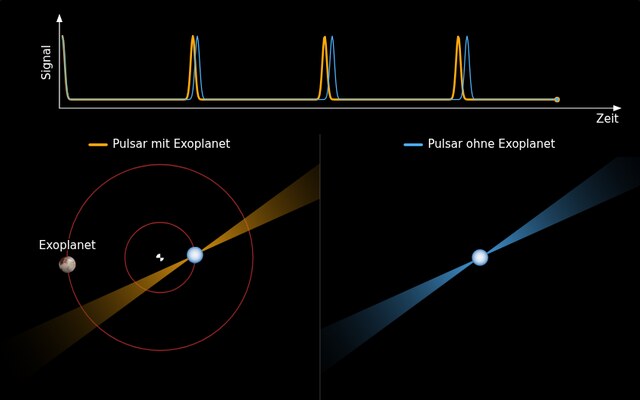 Signal
Zeit
Pulsar mit Exoplanet
Pulsar ohne Exoplanet
Exoplanet